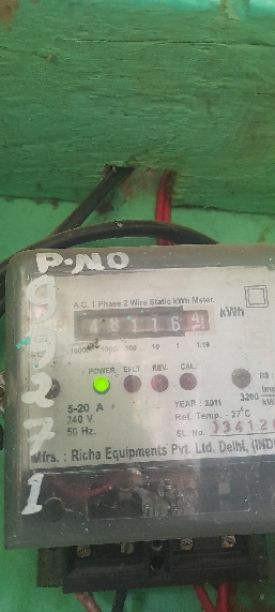 P.NO
99271
A.C. 1 Phase 2 Wire Static kWh Meter
48116
kWh
10000 1000 100 10 1 1/10
POWER EFLT REV. CAL.
5-20 A
240 V.
50 Hz.
YEAR : 2011
Ref. Temp. - 27°C
SL. No.
3200
Mfrs. : Richa Equipments Pvt. Ltd. Delhi,